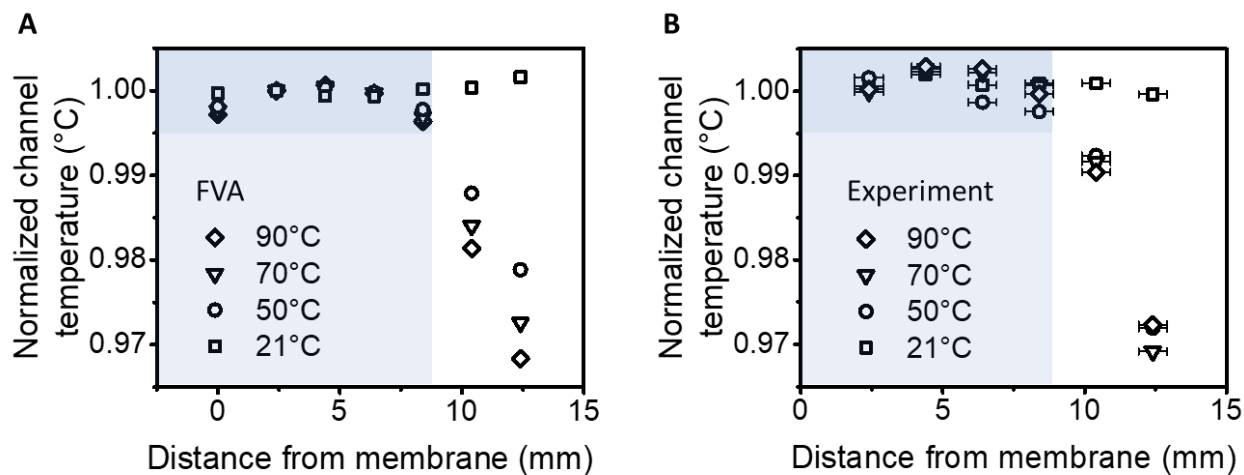 A
Normalized channel
temperature (°C)
1.00
0.99
0.98
0.97
FVA
90°C
70°C
50°C
21°C
0
5
10
15
Distance from membrane (mm)
B
Normalized channel
temperature (°C)
1.00
0.99
0.98
0.97
Experiment
90°C
70°C
50°C
21°C
0
5
10
15
Distance from membrane (mm)